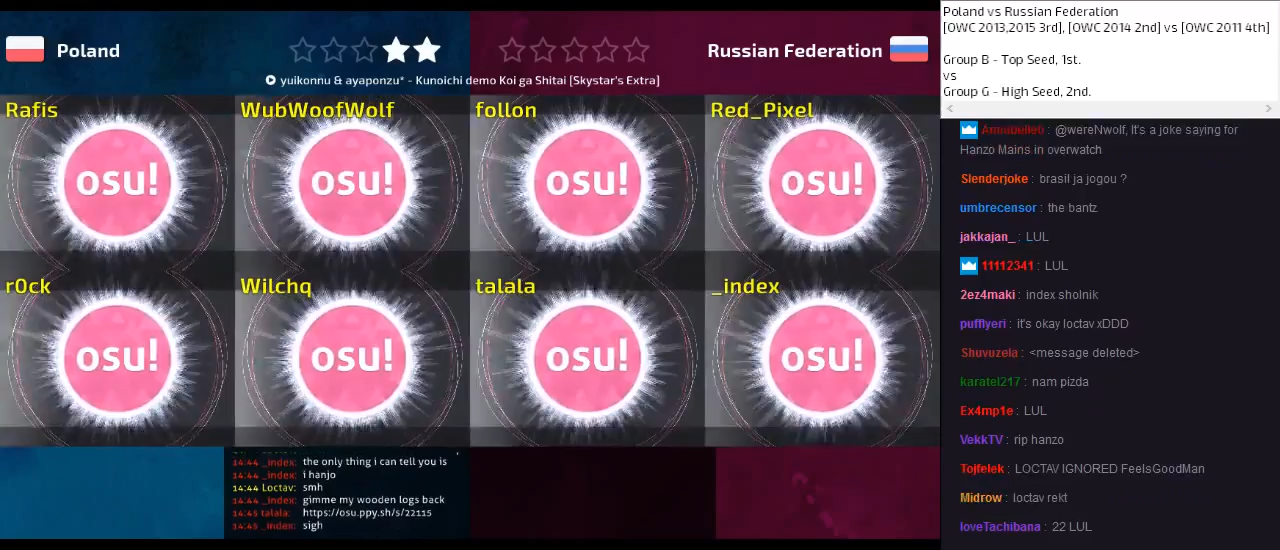 Poland
Russian Federation
yuikonnu & ayaponzu* - Kunoichi demo Koi ga Shitai [Skystar's Extra]
Rafis
WubWoofWolf
follon
Red_Pixel
osu!
osu!
osu!
osu!
r0ck
Wilchq
talala
_index
osu!
osu!
osu!
osu!
14:44 _index: the only thing i can tell you is
14:44 _index: i hanjo
14:44 Loctav: smh
14:44 _index: gimme my wooden logs back
14:45 talala: https://osu.ppy.sh/s/22115
14:45 _index: sigh
Poland vs Russian Federation
[OWC 2013,2015 3rd], [OWC 2014 2nd] vs [OWC 2011 4th]
Group B - Top Seed, 1st.
vs
Group G - High Seed, 2nd.
: @wereNwolf, It's a joke saying for
Hanzo Mains in overwatch
Slenderjoke : brasil ja jogou ?
umbrecensor : the bantz
jakkajan_ : LUL
11112341 : LUL
2ez4maki : index sholnik
pufflyeri : it's okay loctav xDDD
Shuvuzela : <message deleted>
karatel217 : nam pizda
Ex4mp1e : LUL
VekkTV : rip hanzo
Tojfelek : LOCTAV IGNORED FeelsGoodMan
Midrow : loctav rekt
loveTachibana : 22 LUL